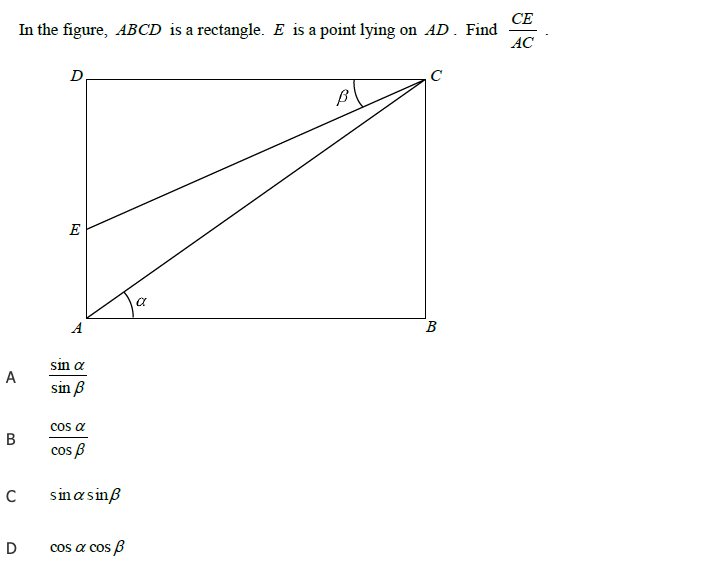 In the figure, ABCD is a rectangle. E is a point lying on AD. Find CE/AC.
D
C
β
E
α
A
B
A sin α / sin β
B cos α / cos β
C sin α sin β
D cos α cos β